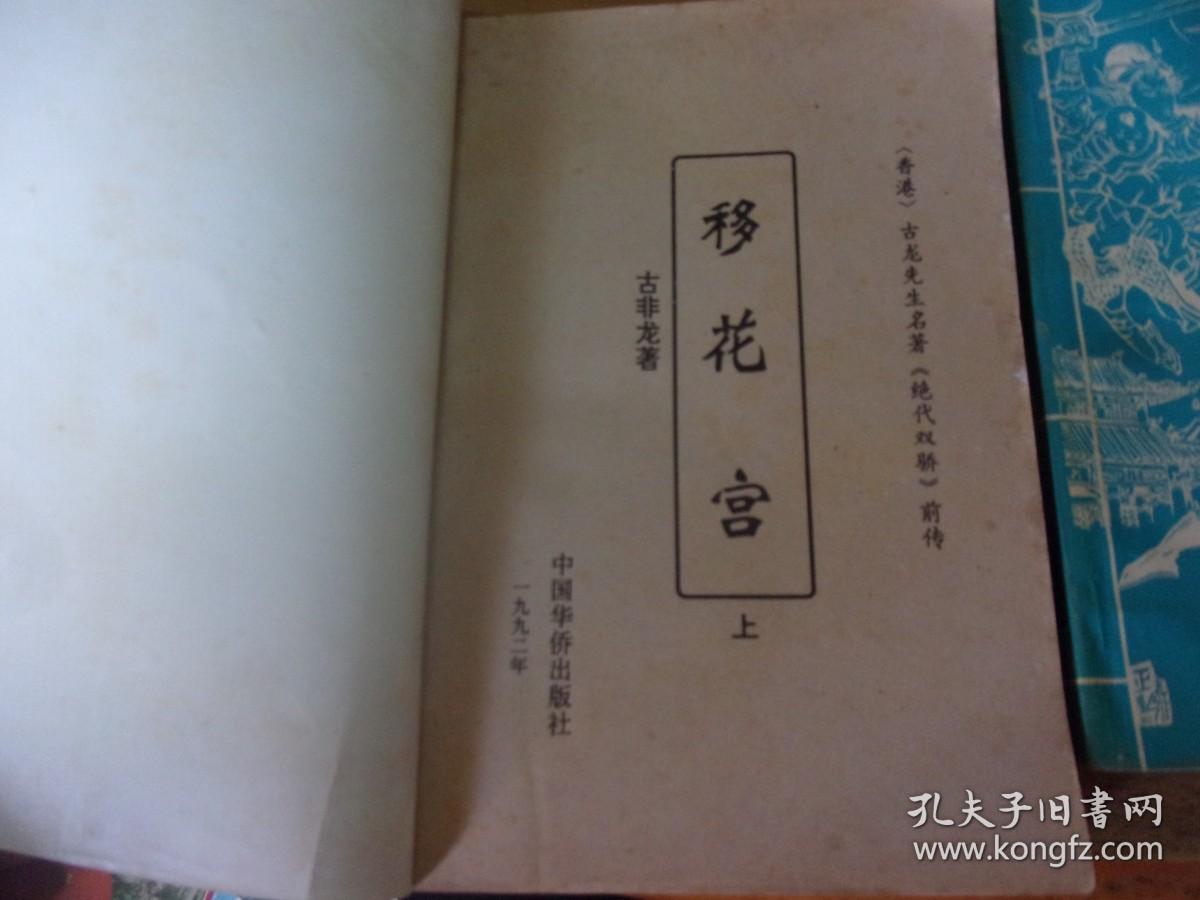 〈香港〉古龙先生名著《绝代双骄》前传
移花宫
上
古非龙著
中国华侨出版社
一九九二年
孔夫子旧书网
www.kongfz.com